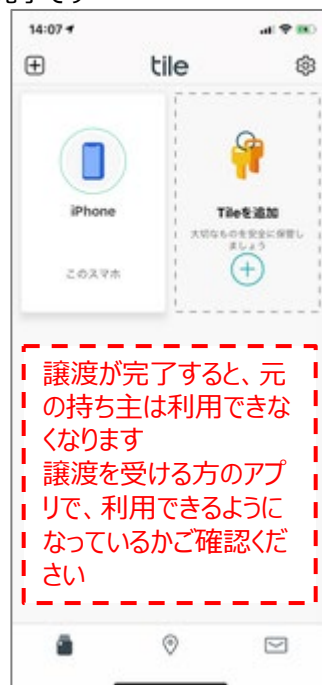 14:07
tile
iPhone
このスマホ
Tileを追加
大切なものを安全に保管し
ましょう
譲渡が完了すると、元
の持ち主は利用できな
くなります
譲渡を受ける方のアプ
リで、利用できるように
なっているかご確認くだ
さい